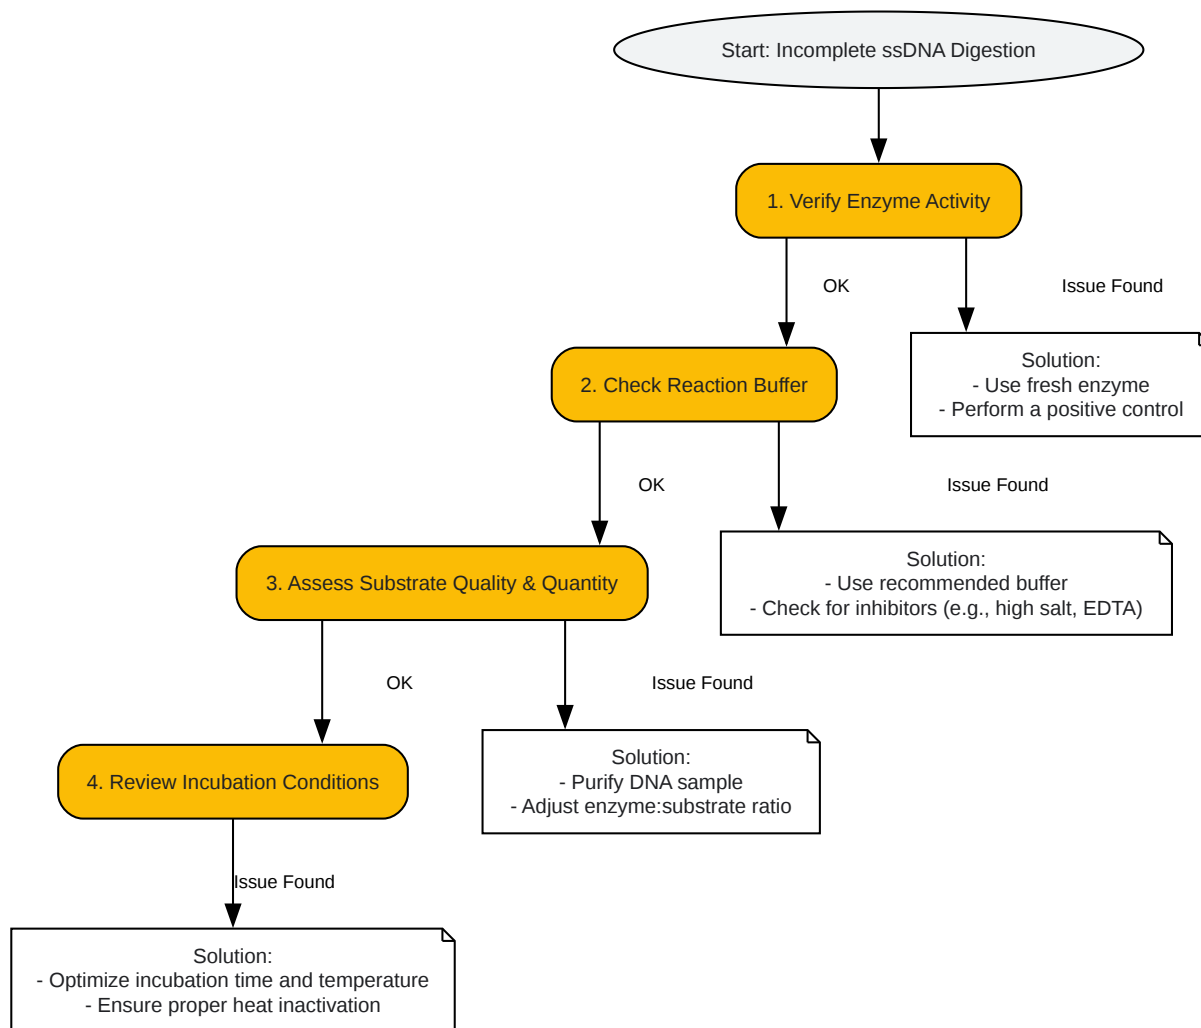 Start: Incomplete ssDNA Digestion
1. Verify Enzyme Activity
OK
Issue Found
Solution:
- Use fresh enzyme
- Perform a positive control
2. Check Reaction Buffer
OK
Issue Found
Solution:
- Use recommended buffer
- Check for inhibitors (e.g., high salt, EDTA)
3. Assess Substrate Quality & Quantity
OK
Issue Found
Solution:
- Purify DNA sample
- Adjust enzyme:substrate ratio
4. Review Incubation Conditions
Issue Found
Solution:
- Optimize incubation time and temperature
- Ensure proper heat inactivation